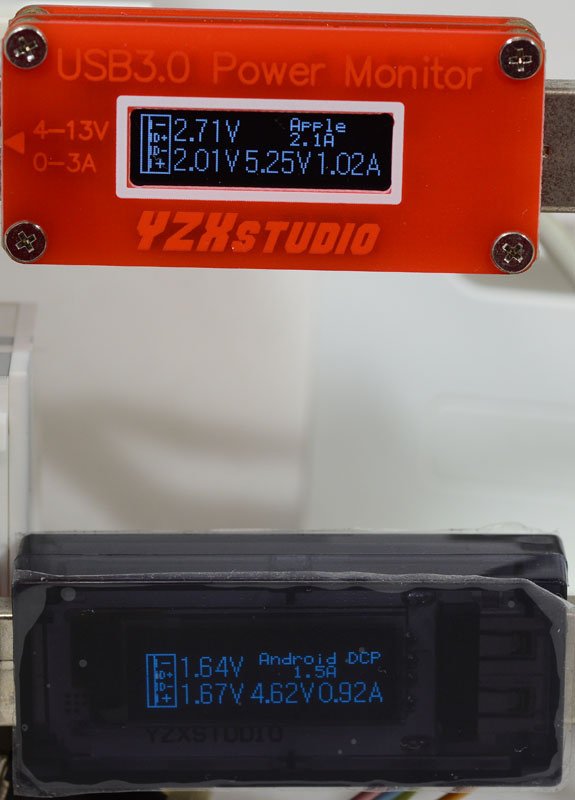 USB3.0 Power Monitor
4-13V
0-3A
- D+ D- +
2.71V Apple
2.1A
2.01V 5.25V 1.02A
YZXSTUDIO
- D+ D- +
1.64V Android DCP
1.5A
1.67V 4.62V 0.92A
YZXSTUDIO